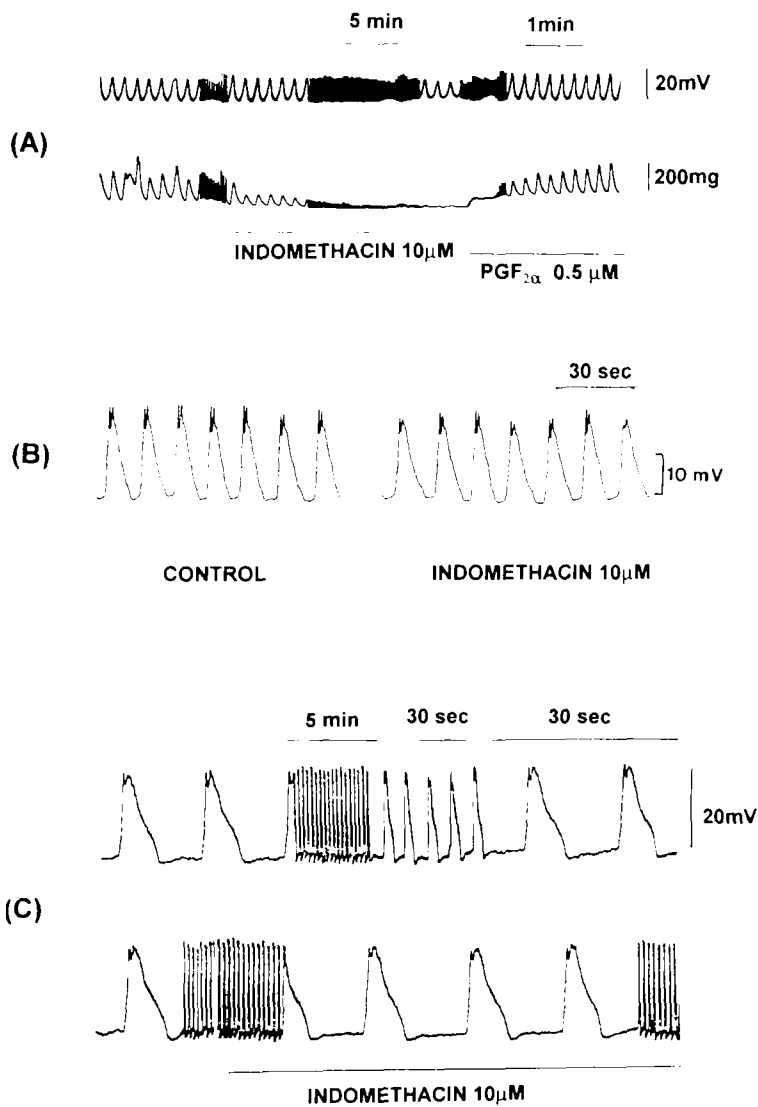 5 min 1min
20mV
(A)
200mg
INDOMETHACIN 10µM
PGF2α 0.5 µM
30 sec
(B)
10 mV
CONTROL INDOMETHACIN 10µM
5 min 30 sec 30 sec
20mV
(C)
INDOMETHACIN 10µM